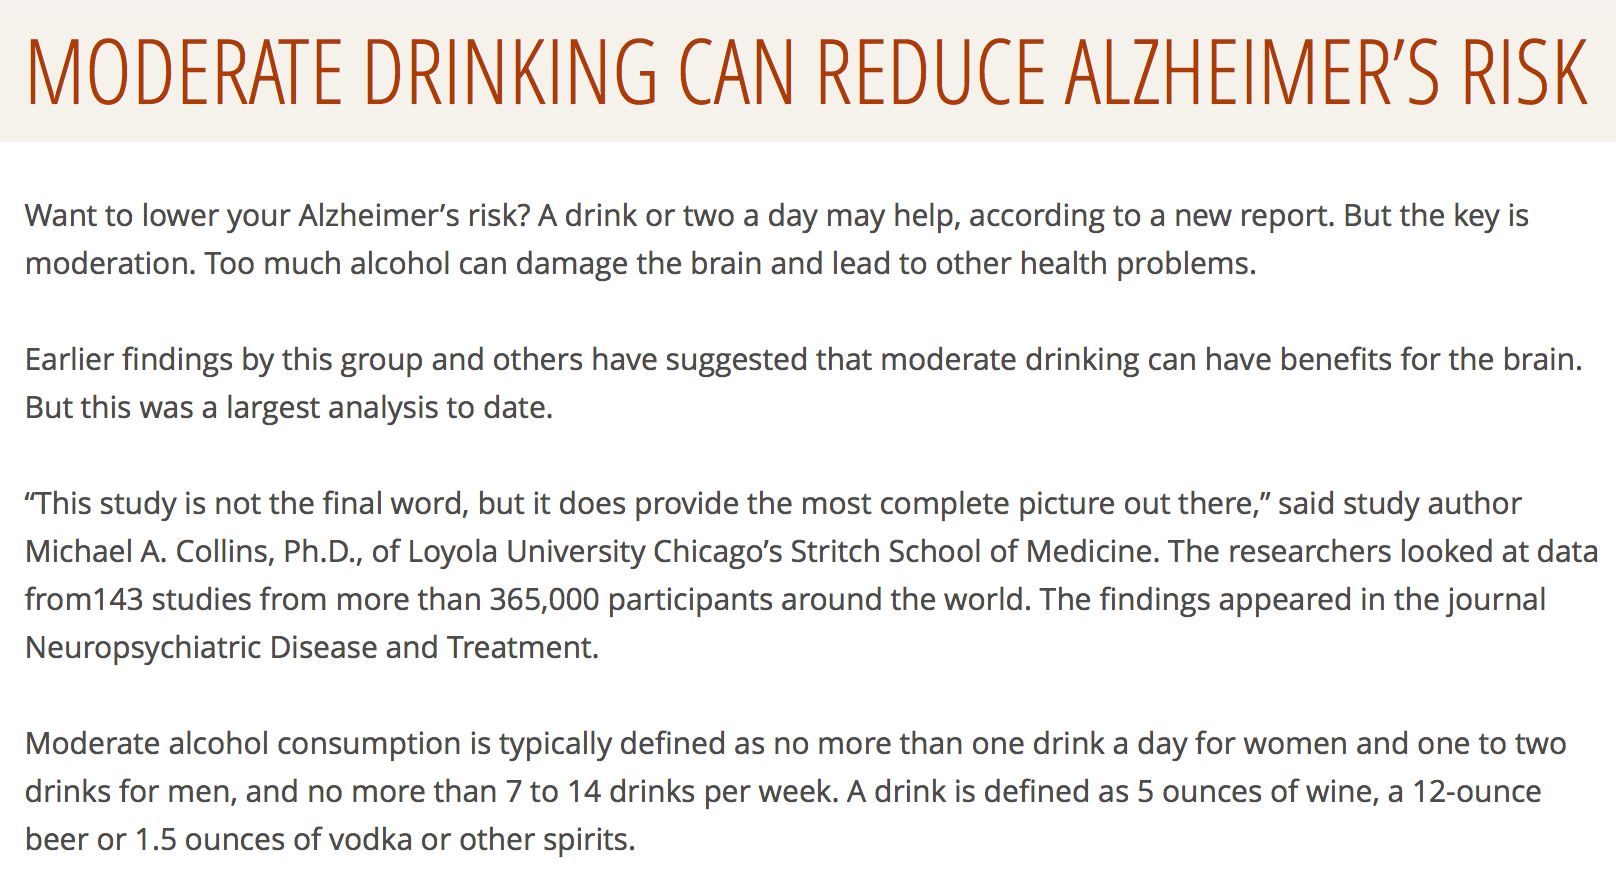 MODERATE DRINKING CAN REDUCE ALZHEIMER’S RISK
Want to lower your Alzheimer’s risk? A drink or two a day may help, according to a new report. But the key is
moderation. Too much alcohol can damage the brain and lead to other health problems.
Earlier findings by this group and others have suggested that moderate drinking can have benefits for the brain.
But this was a largest analysis to date.
“This study is not the final word, but it does provide the most complete picture out there,” said study author
Michael A. Collins, Ph.D., of Loyola University Chicago’s Stritch School of Medicine. The researchers looked at data
from143 studies from more than 365,000 participants around the world. The findings appeared in the journal
Neuropsychiatric Disease and Treatment.
Moderate alcohol consumption is typically defined as no more than one drink a day for women and one to two
drinks for men, and no more than 7 to 14 drinks per week. A drink is defined as 5 ounces of wine, a 12-ounce
beer or 1.5 ounces of vodka or other spirits.